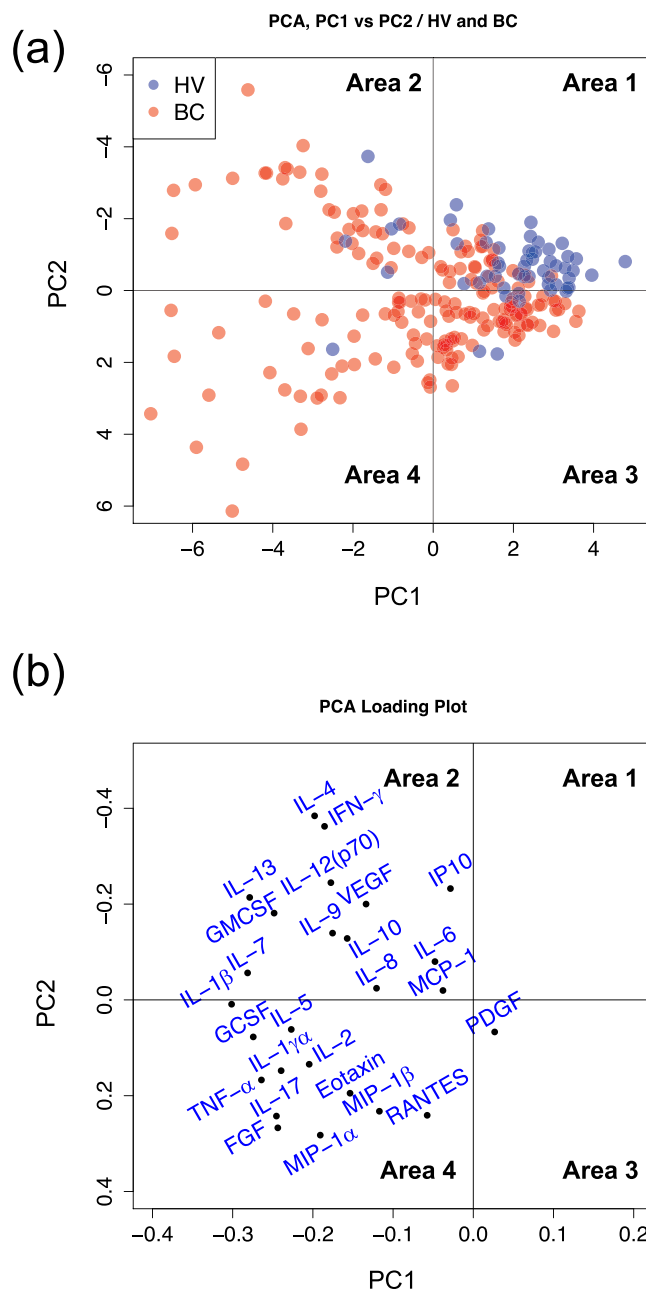 (a)
PCA, PC1 vs PC2 / HV and BC
HV
BC
Area 2
Area 1
Area 4
Area 3
−6
−4
−2
0
2
4
6
PC2
−6 −4 −2 0 2 4
PC1
(b)
PCA Loading Plot
Area 2
Area 1
IL−4
IFN−γ
IL−12(p70)
IL−13
GMCSF
VEGF
IP10
IL−9
IL−10
IL−7
IL−8
IL−6
IL−1β
MCP−1
GCSF
IL−5
PDGF
IL−1γα
IL−2
TNF−α
IL−17
Eotaxin
MIP−1β
RANTES
FGF
MIP−1α
Area 4
Area 3
−0.4
−0.2
0.0
0.2
0.4
PC2
−0.4 −0.3 −0.2 −0.1 0.0 0.1 0.2
PC1